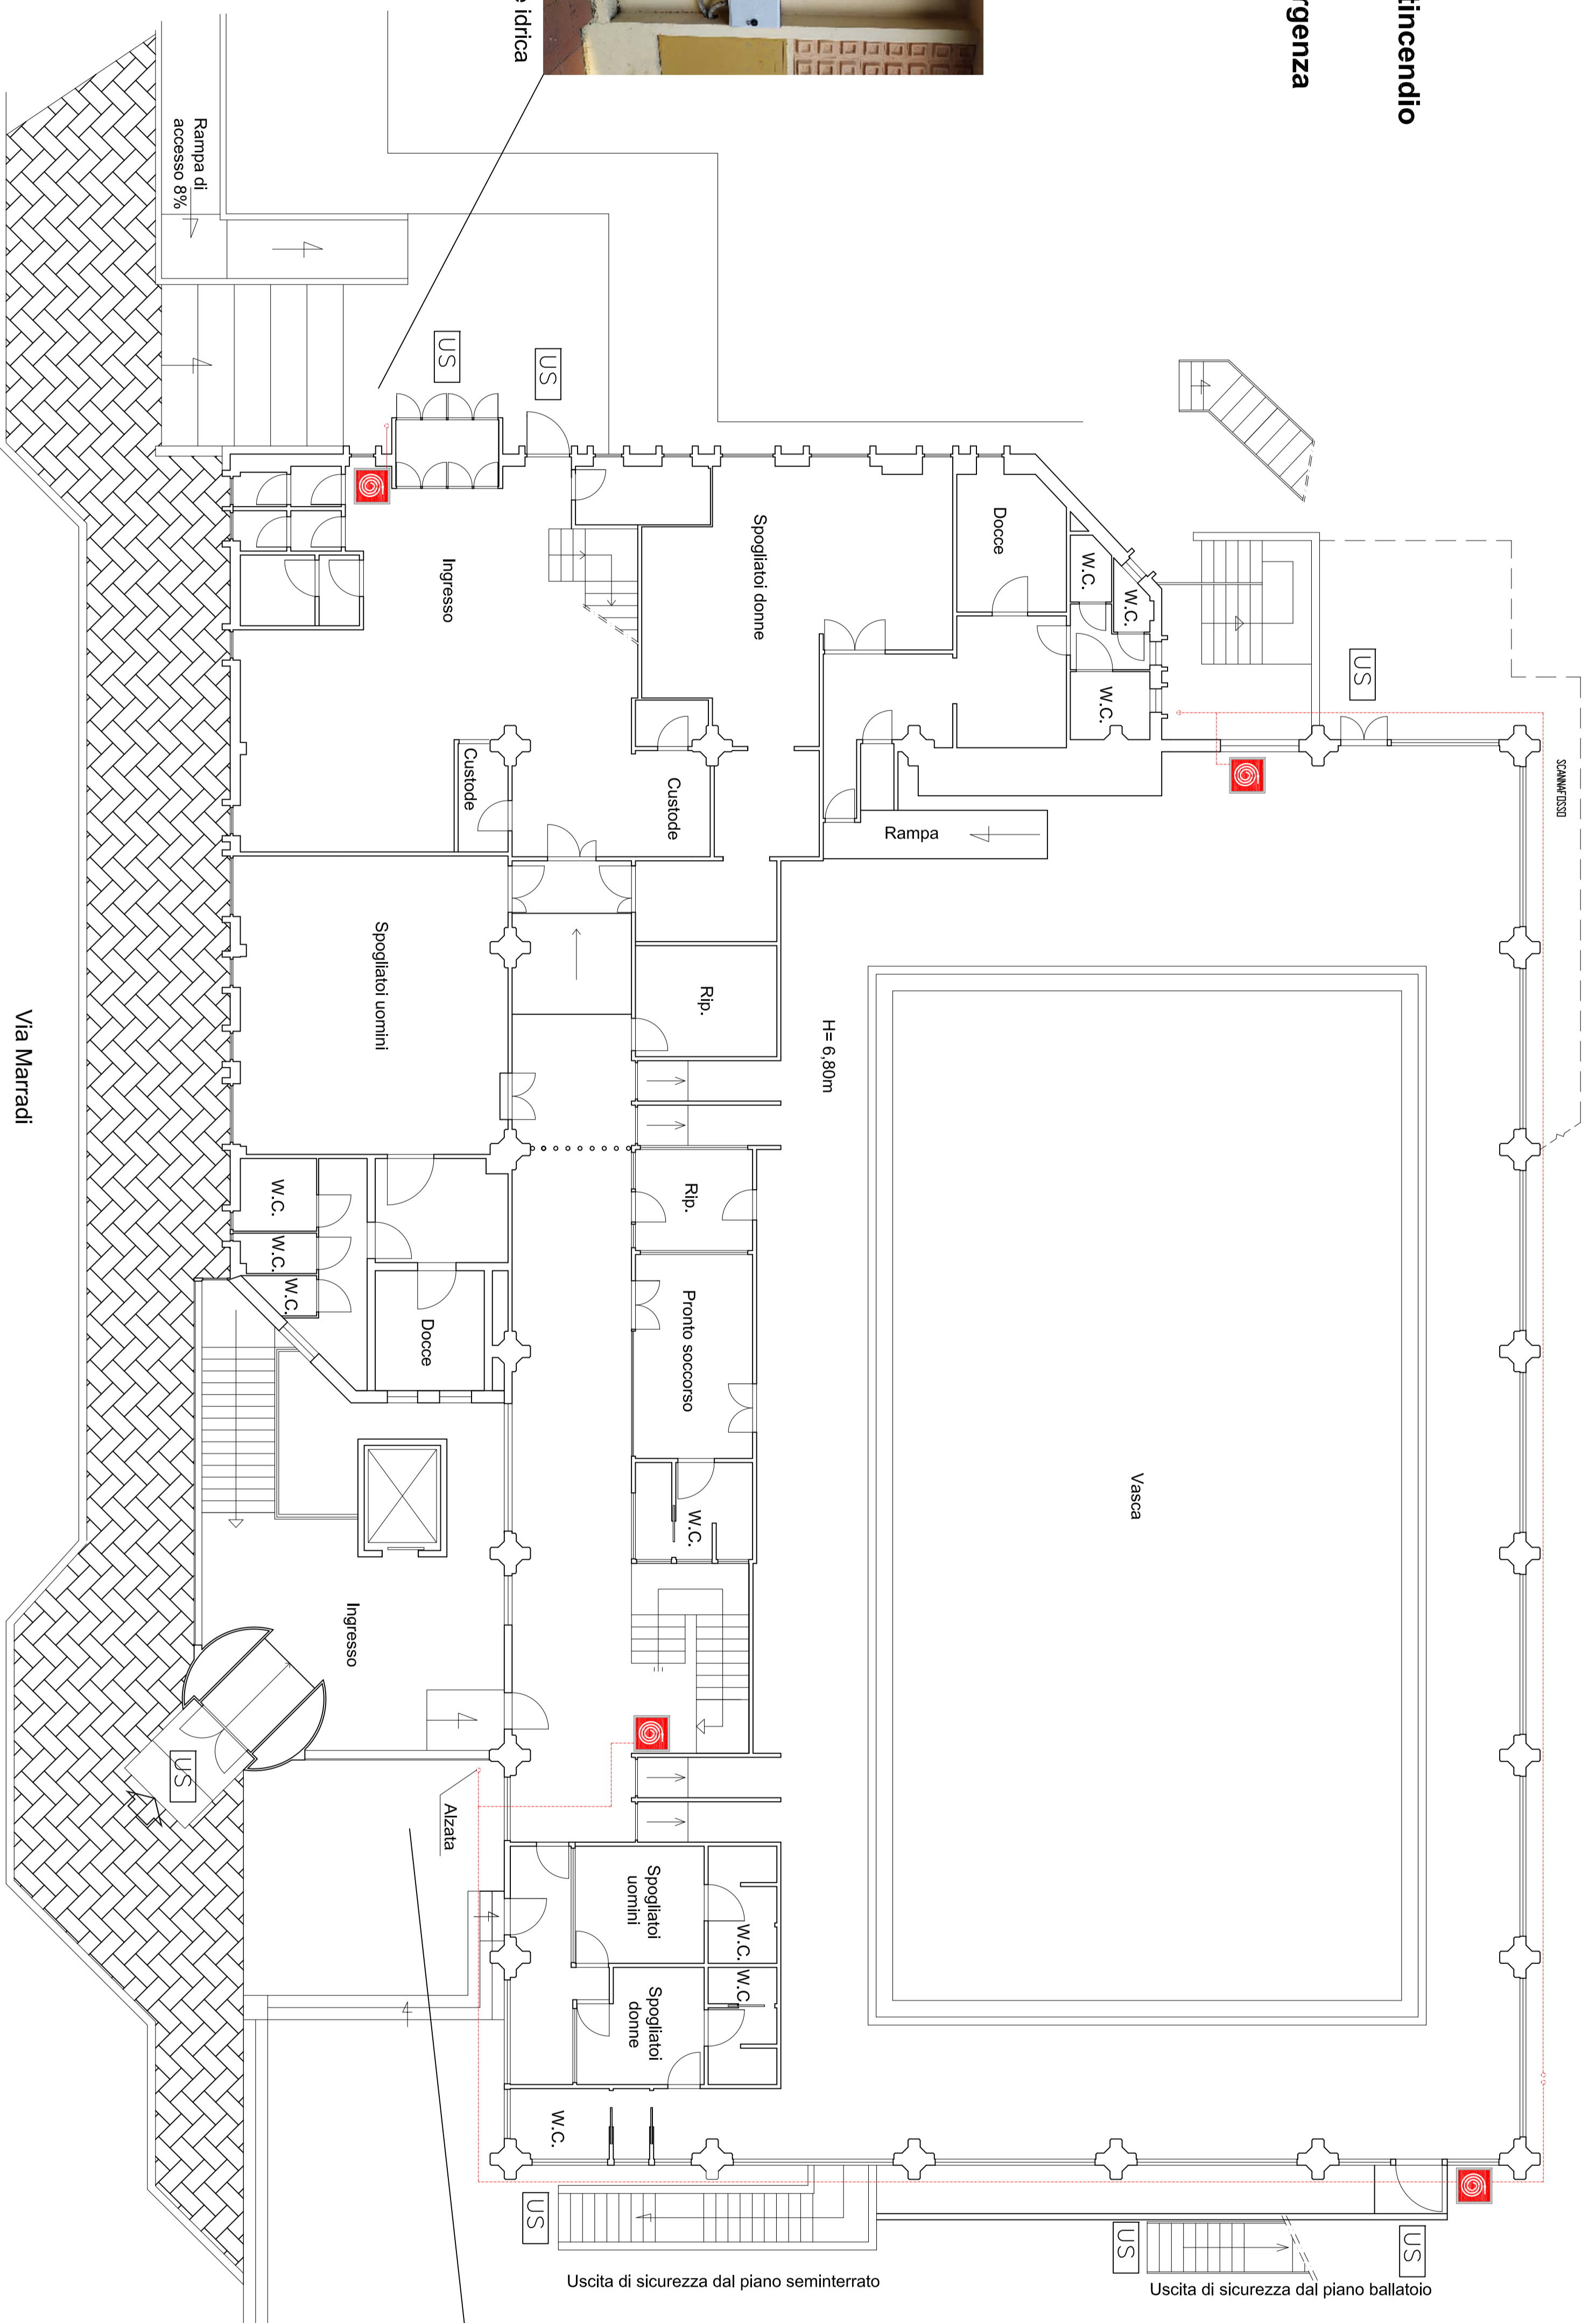 tincendio
rgenza
e idrica
Rampa di
accesso 8%
US
US
US
SCANNAFOSSO
Docce
W.C.
W.C.
W.C.
Spogliatoi donne
Ingresso
Custode
Custode
Rampa
Spogliatoi uomini
Rip.
H= 6,80m
Via Marradi
Vasca
W.C.
W.C.
W.C.
Docce
Rip.
Pronto soccorso
W.C.
Ingresso
US
Alzata
Spogliatoi
uomini
W.C.
W.C.
Spogliatoi
donne
W.C.
US
US
US
Uscita di sicurezza dal piano seminterrato
Uscita di sicurezza dal piano ballatoio